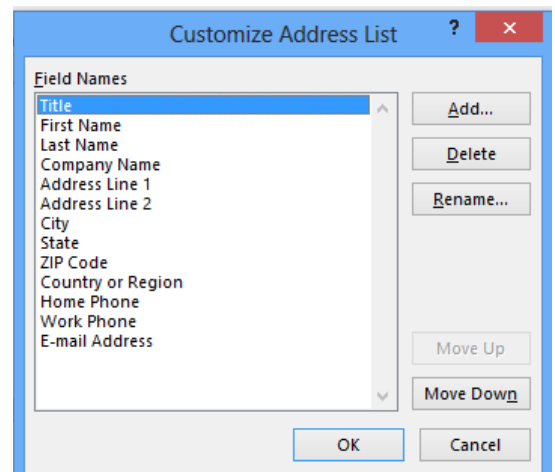 Customize Address List
?
×
Field Names
Title
First Name
Last Name
Company Name
Address Line 1
Address Line 2
City
State
ZIP Code
Country or Region
Home Phone
Work Phone
E-mail Address
Add...
Delete
Rename...
Move Up
Move Down
OK
Cancel